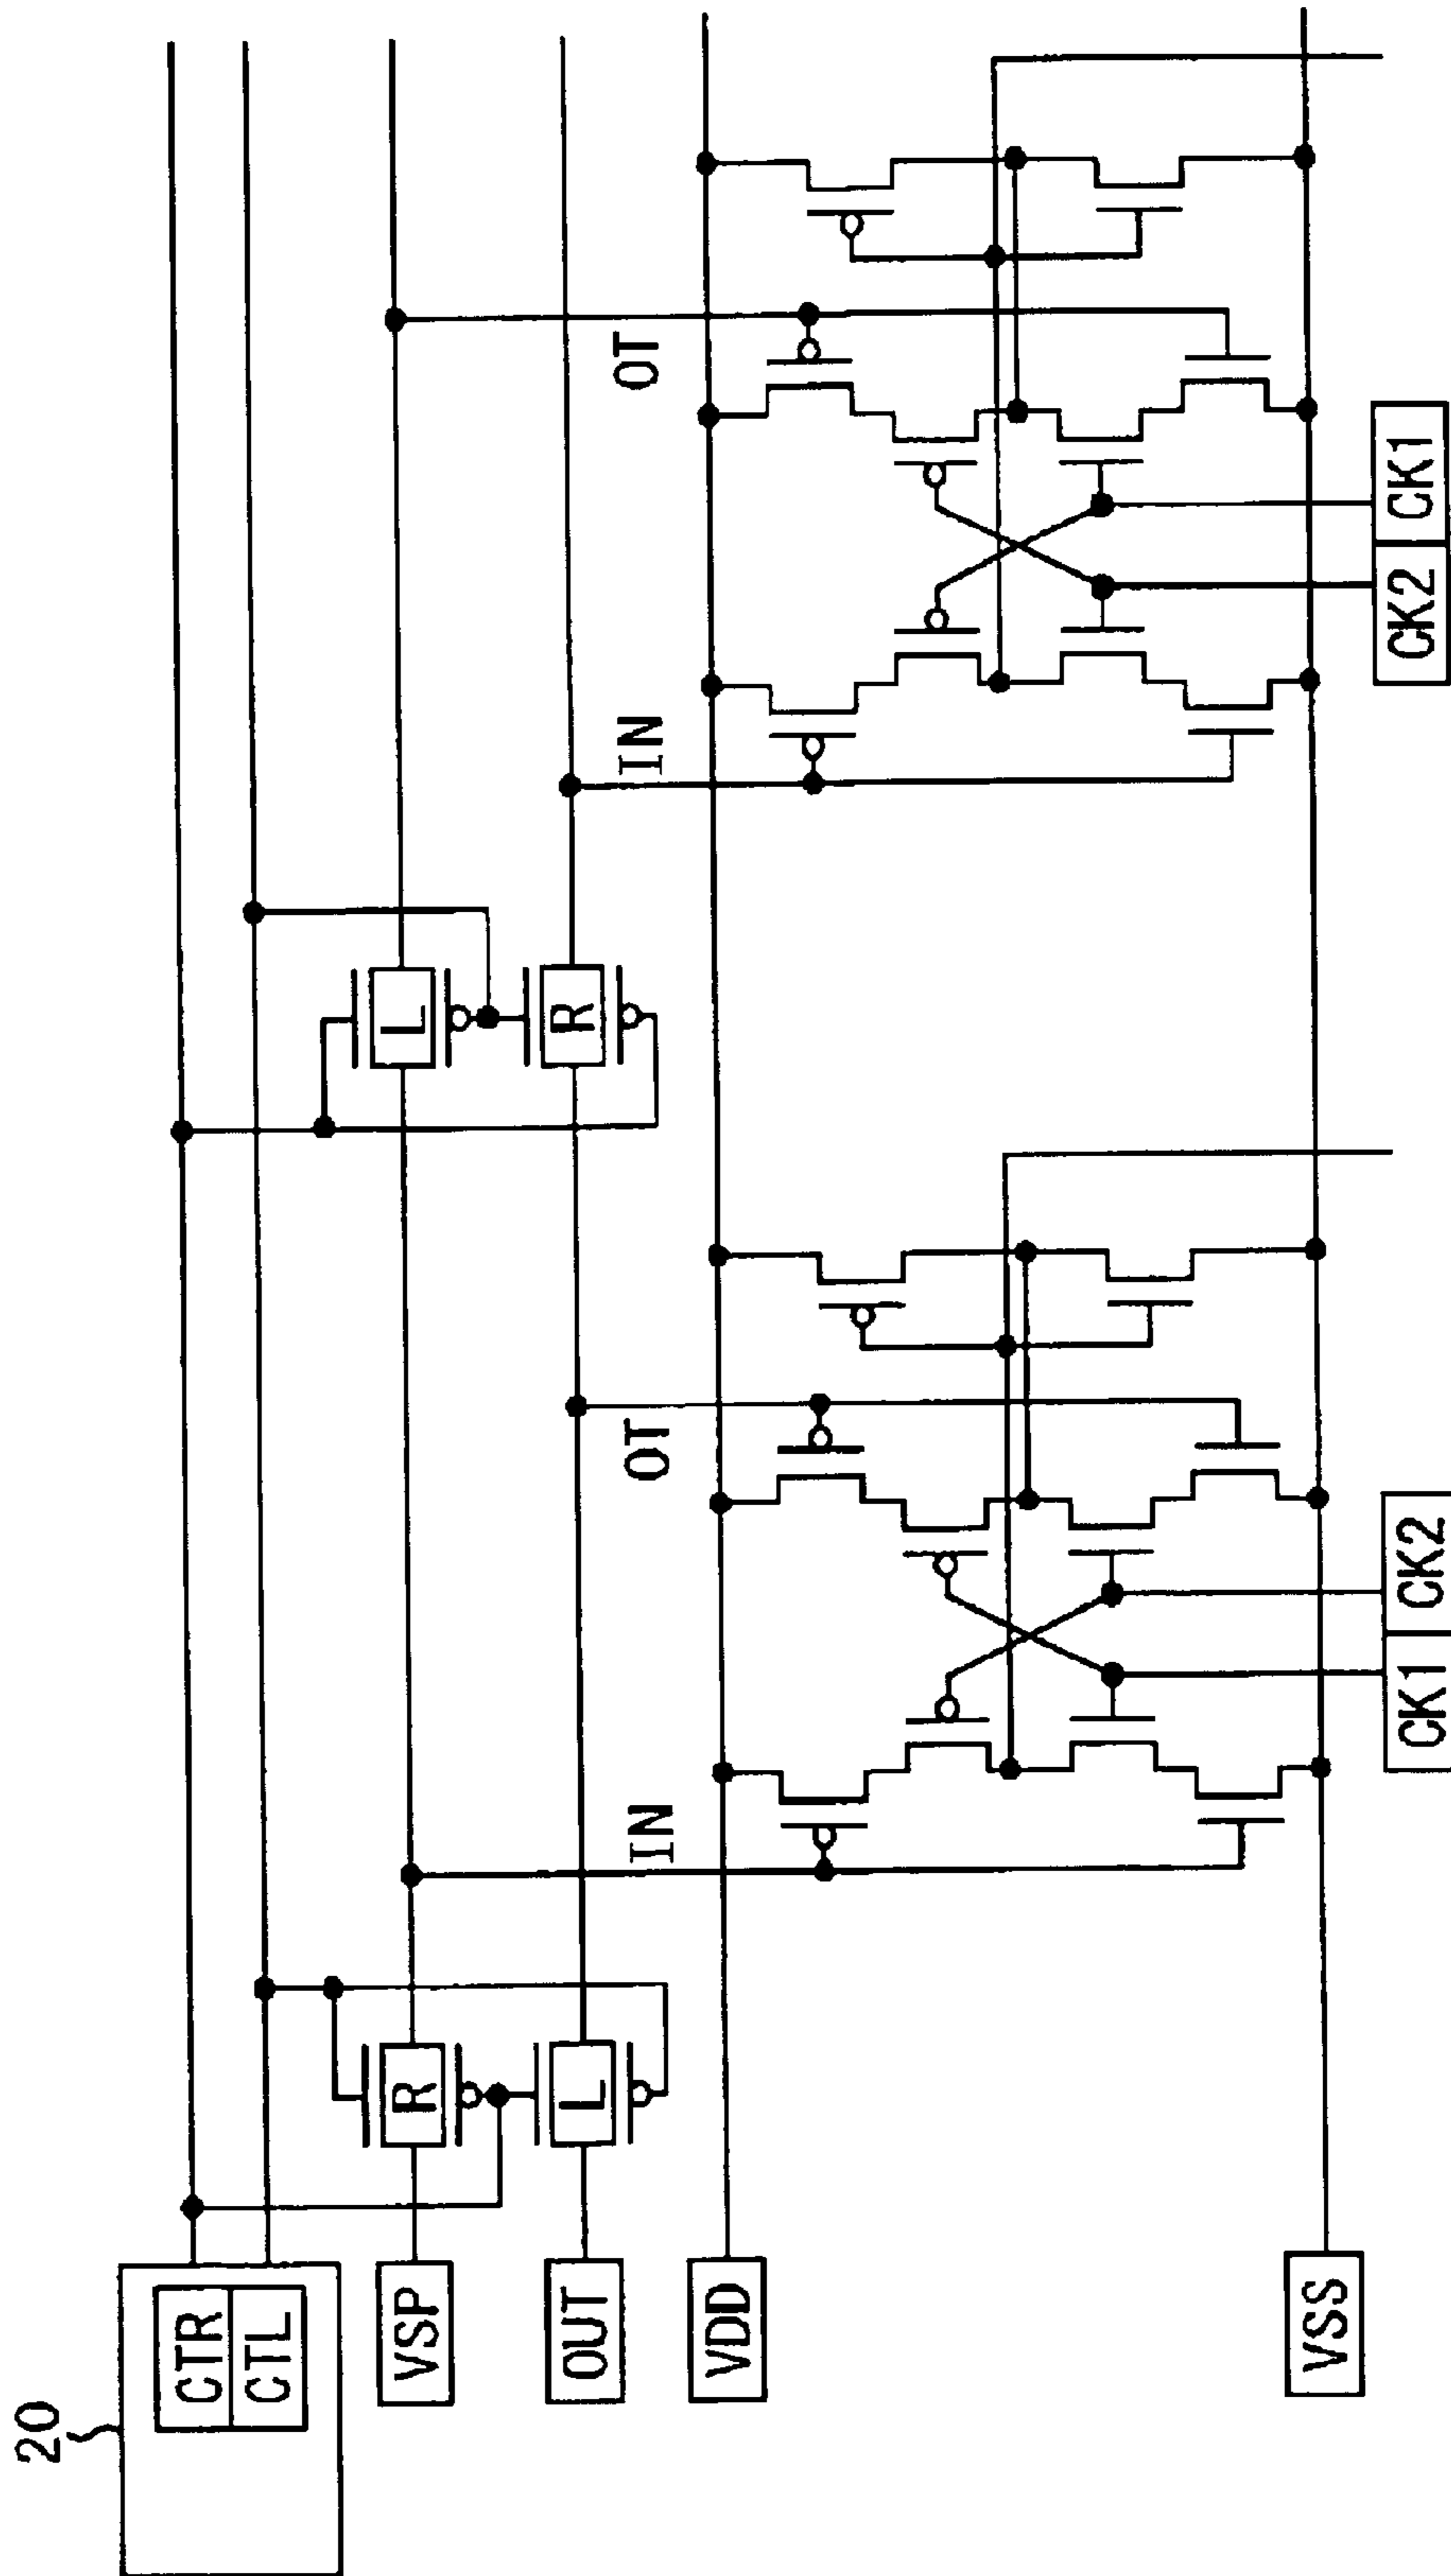 20
CTR
CTL
VSP
OUT
VDD
VSS
R
L
IN
OT
CK1
CK2
L
R
IN
OT
CK2
CK1